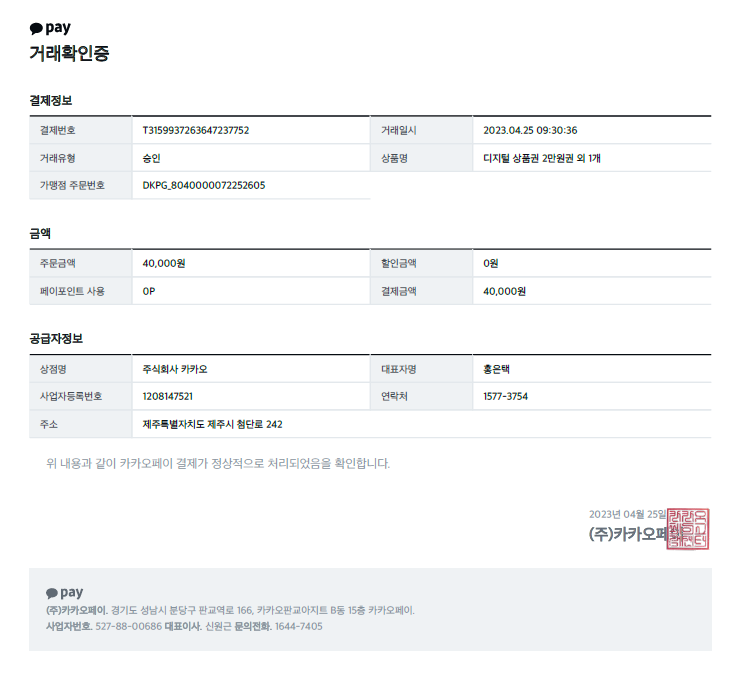 pay
거래확인증
결제정보
결제번호 T3159937263647237752 거래일시 2023.04.25 09:30:36
거래유형 승인 상품명 디지털 상품권 2만원권 외 1개
가맹점 주문번호 DKPG_8040000072252605
금액
주문금액 40,000원 할인금액 0원
페이포인트 사용 0P 결제금액 40,000원
공급자정보
상점명 주식회사 카카오 대표자명 홍은택
사업자등록번호 1208147521 연락처 1577-3754
주소 제주특별자치도 제주시 첨단로 242
위 내용과 같이 카카오페이 결제가 정상적으로 처리되었음을 확인합니다.
2023년 04월 25일
(주)카카오페이
pay
(주)카카오페이. 경기도 성남시 분당구 판교역로 166, 카카오판교아지트 B동 15층 카카오페이.
사업자번호. 527-88-00686 대표이사. 신원근 문의전화. 1644-7405